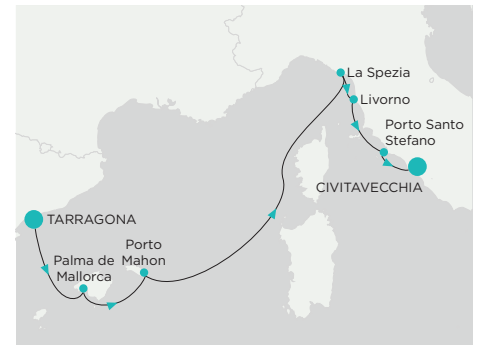 La Spezia
Livorno
Porto Santo
Stefano
CIVITAVECCHIA
TARRAGONA
Porto
Mahon
Palma de
Mallorca